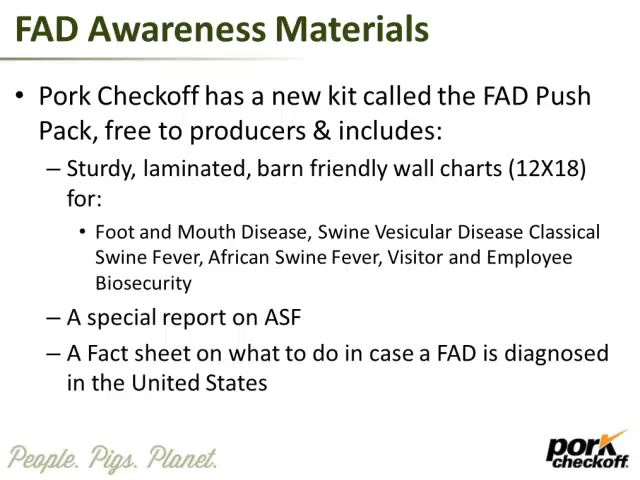 FAD Awareness Materials
• Pork Checkoff has a new kit called the FAD Push
Pack, free to producers & includes:
– Sturdy, laminated, barn friendly wall charts (12X18)
for:
• Foot and Mouth Disease, Swine Vesicular Disease Classical
Swine Fever, African Swine Fever, Visitor and Employee
Biosecurity
– A special report on ASF
– A Fact sheet on what to do in case a FAD is diagnosed
in the United States
People. Pigs. Planet.
pork
checkoff.